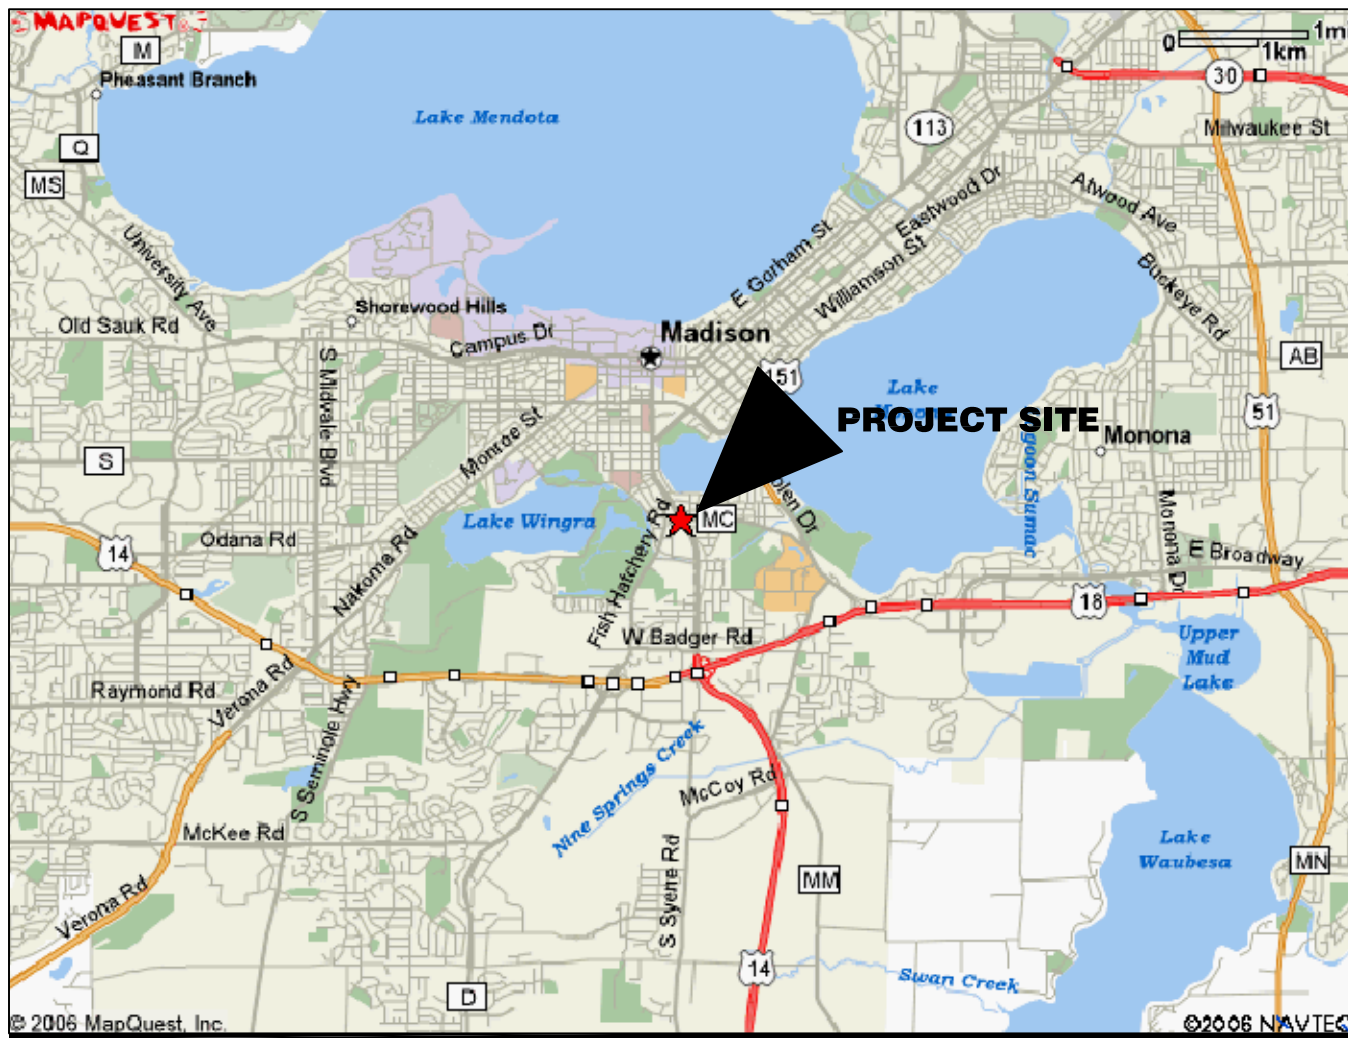 MAPQUEST
M
0
1mi
1km
30
Pheasant Branch
Lake Mendota
113
Milwaukee St
Q
MS
Eastwood Dr
Atwood Ave
University Ave
E Gorham St
Williamson St
Buckeye Rd
Shorewood Hills
Old Sauk Rd
Campus Dr
Madison
S Midvale Blvd
151
AB
Lake
PROJECT SITE
51
Monroe St
Monona
S
Lake Wingra
MC
Fish Hatchery Rd
Monona Dr
14
Odana Rd
E Broadway
Nakoma Rd
18
W Badger Rd
Upper
Mud
Lake
Raymond Rd
Verona Rd
S Seminole Hwy
Nine Springs Creek
McCoy Rd
McKee Rd
Lake
Waubesa
MN
MM
Verona Rd
S Syene Rd
14
Swan Creek
D
© 2006 MapQuest, Inc.
©2006 NAVTEQ